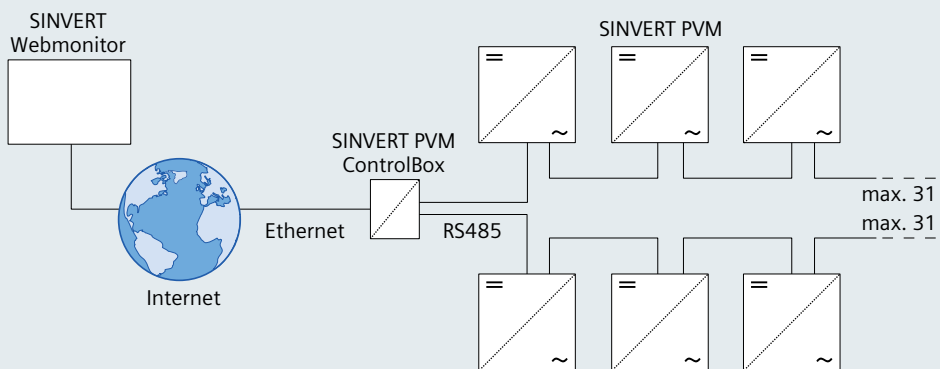 SINVERT
Webmonitor
SINVERT PVM
SINVERT PVM
ControlBox
max. 31
max. 31
Ethernet
RS485
Internet